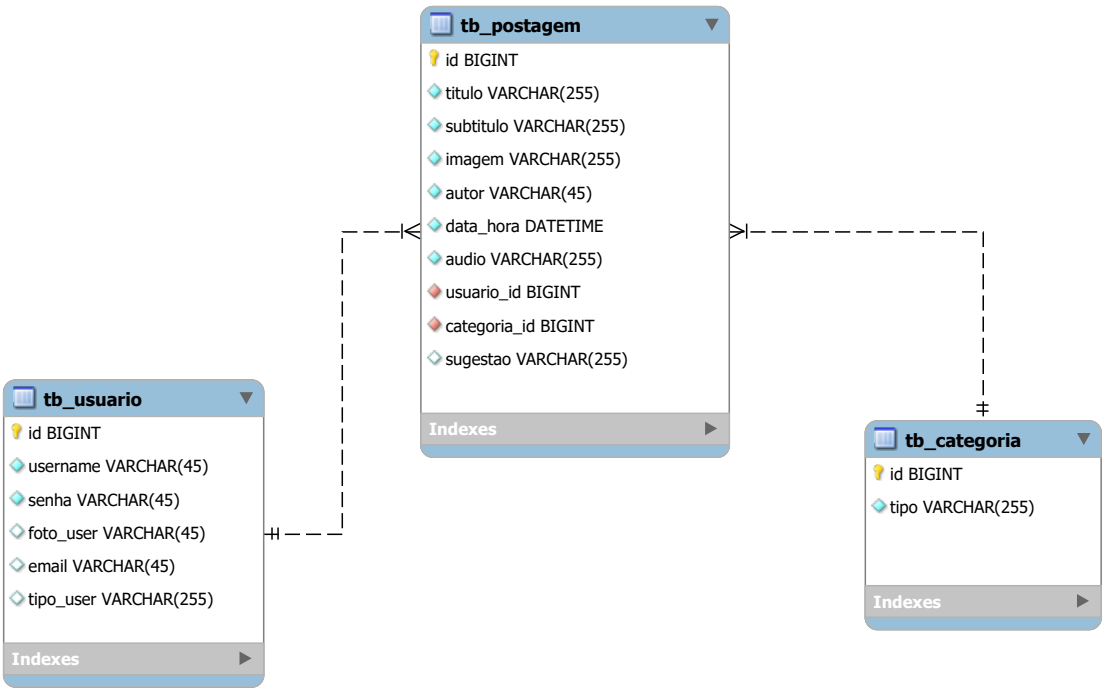 tb_postagem
id BIGINT
titulo VARCHAR(255)
subtitulo VARCHAR(255)
imagem VARCHAR(255)
autor VARCHAR(45)
data_hora DATETIME
audio VARCHAR(255)
usuario_id BIGINT
categoria_id BIGINT
sugestao VARCHAR(255)
Indexes
tb_usuario
id BIGINT
username VARCHAR(45)
senha VARCHAR(45)
foto_user VARCHAR(45)
email VARCHAR(45)
tipo_user VARCHAR(255)
Indexes
tb_categoria
id BIGINT
tipo VARCHAR(255)
Indexes